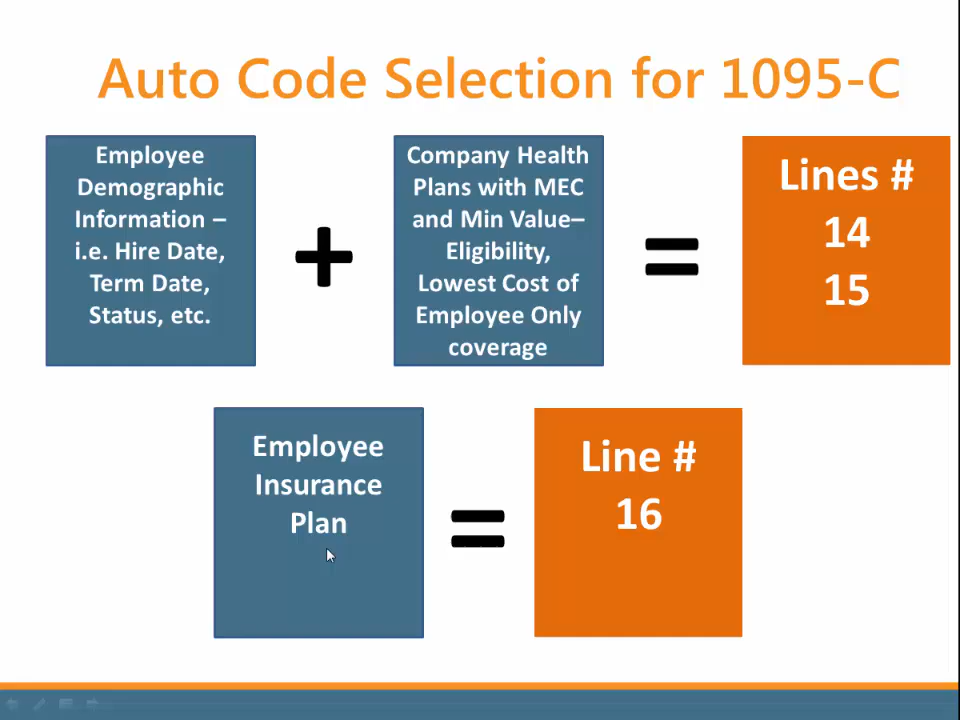 Auto Code Selection for 1095-C
Employee
Demographic
Information –
i.e. Hire Date,
Term Date,
Status, etc.
+
Company Health
Plans with MEC
and Min Value–
Eligibility,
Lowest Cost of
Employee Only
coverage
=
Lines #
14
15
Employee
Insurance
Plan
=
Line #
16